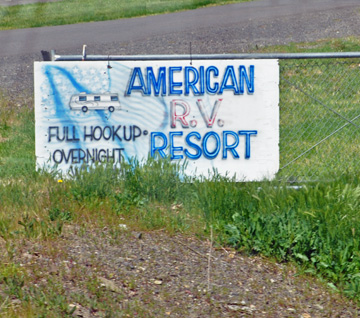 AMERICAN
R.V.
RESORT
FULL HOOKUP
OVERNIGHT